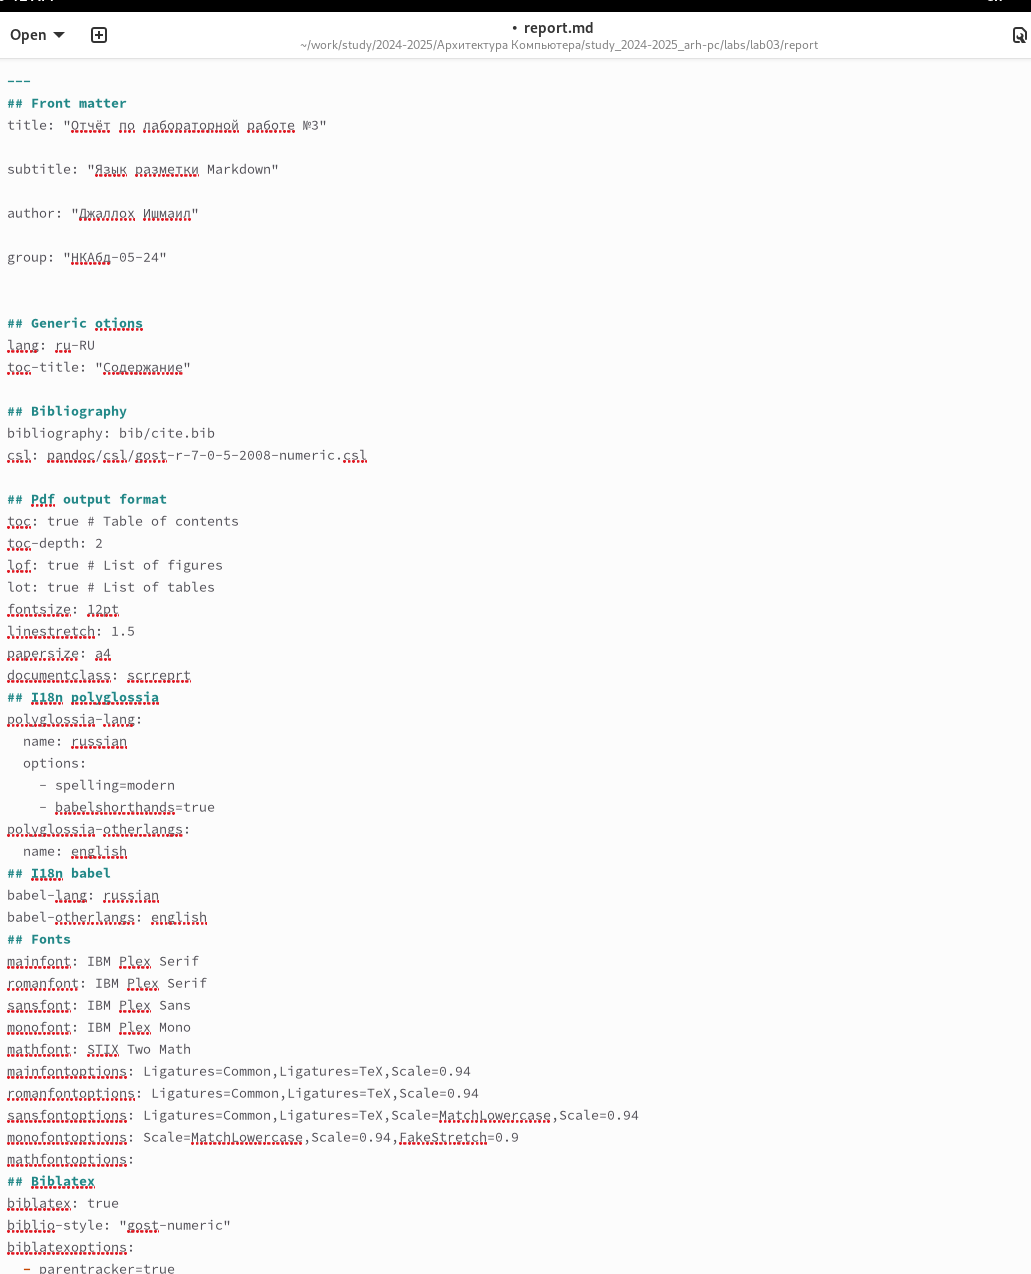 Open
• report.md
~/work/study/2024-2025/Архитектура Компьютера/study_2024-2025_arh-pc/labs/lab03/report
---
## Front matter
title: "Отчёт по лабораторной работе №3"
subtitle: "Язык разметки Markdown"
author: "Джаллох Ишмаил"
group: "НКАбд-05-24"
## Generic otions
lang: ru-RU
toc-title: "Содержание"
## Bibliography
bibliography: bib/cite.bib
csl: pandoc/csl/gost-r-7-0-5-2008-numeric.csl
## Pdf output format
toc: true # Table of contents
toc-depth: 2
lof: true # List of figures
lot: true # List of tables
fontsize: 12pt
linestretch: 1.5
papersize: a4
documentclass: scrreprt
## I18n polyglossia
polyglossia-lang:
  name: russian
  options:
    - spelling=modern
    - babelshorthands=true
polyglossia-otherlangs:
  name: english
## I18n babel
babel-lang: russian
babel-otherlangs: english
## Fonts
mainfont: IBM Plex Serif
romanfont: IBM Plex Serif
sansfont: IBM Plex Sans
monofont: IBM Plex Mono
mathfont: STIX Two Math
mainfontoptions: Ligatures=Common,Ligatures=TeX,Scale=0.94
romanfontoptions: Ligatures=Common,Ligatures=TeX,Scale=0.94
sansfontoptions: Ligatures=Common,Ligatures=TeX,Scale=MatchLowercase,Scale=0.94
monofontoptions: Scale=MatchLowercase,Scale=0.94,FakeStretch=0.9
mathfontoptions:
## Biblatex
biblatex: true
biblio-style: "gost-numeric"
biblatexoptions:
  - parentracker=true